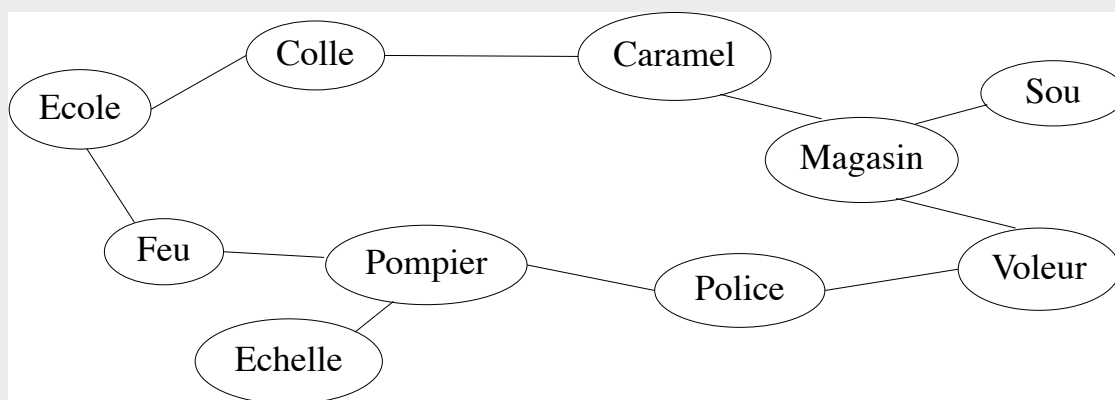 Colle
Caramel
Sou
Ecole
Magasin
Feu
Pompier
Police
Voleur
Echelle